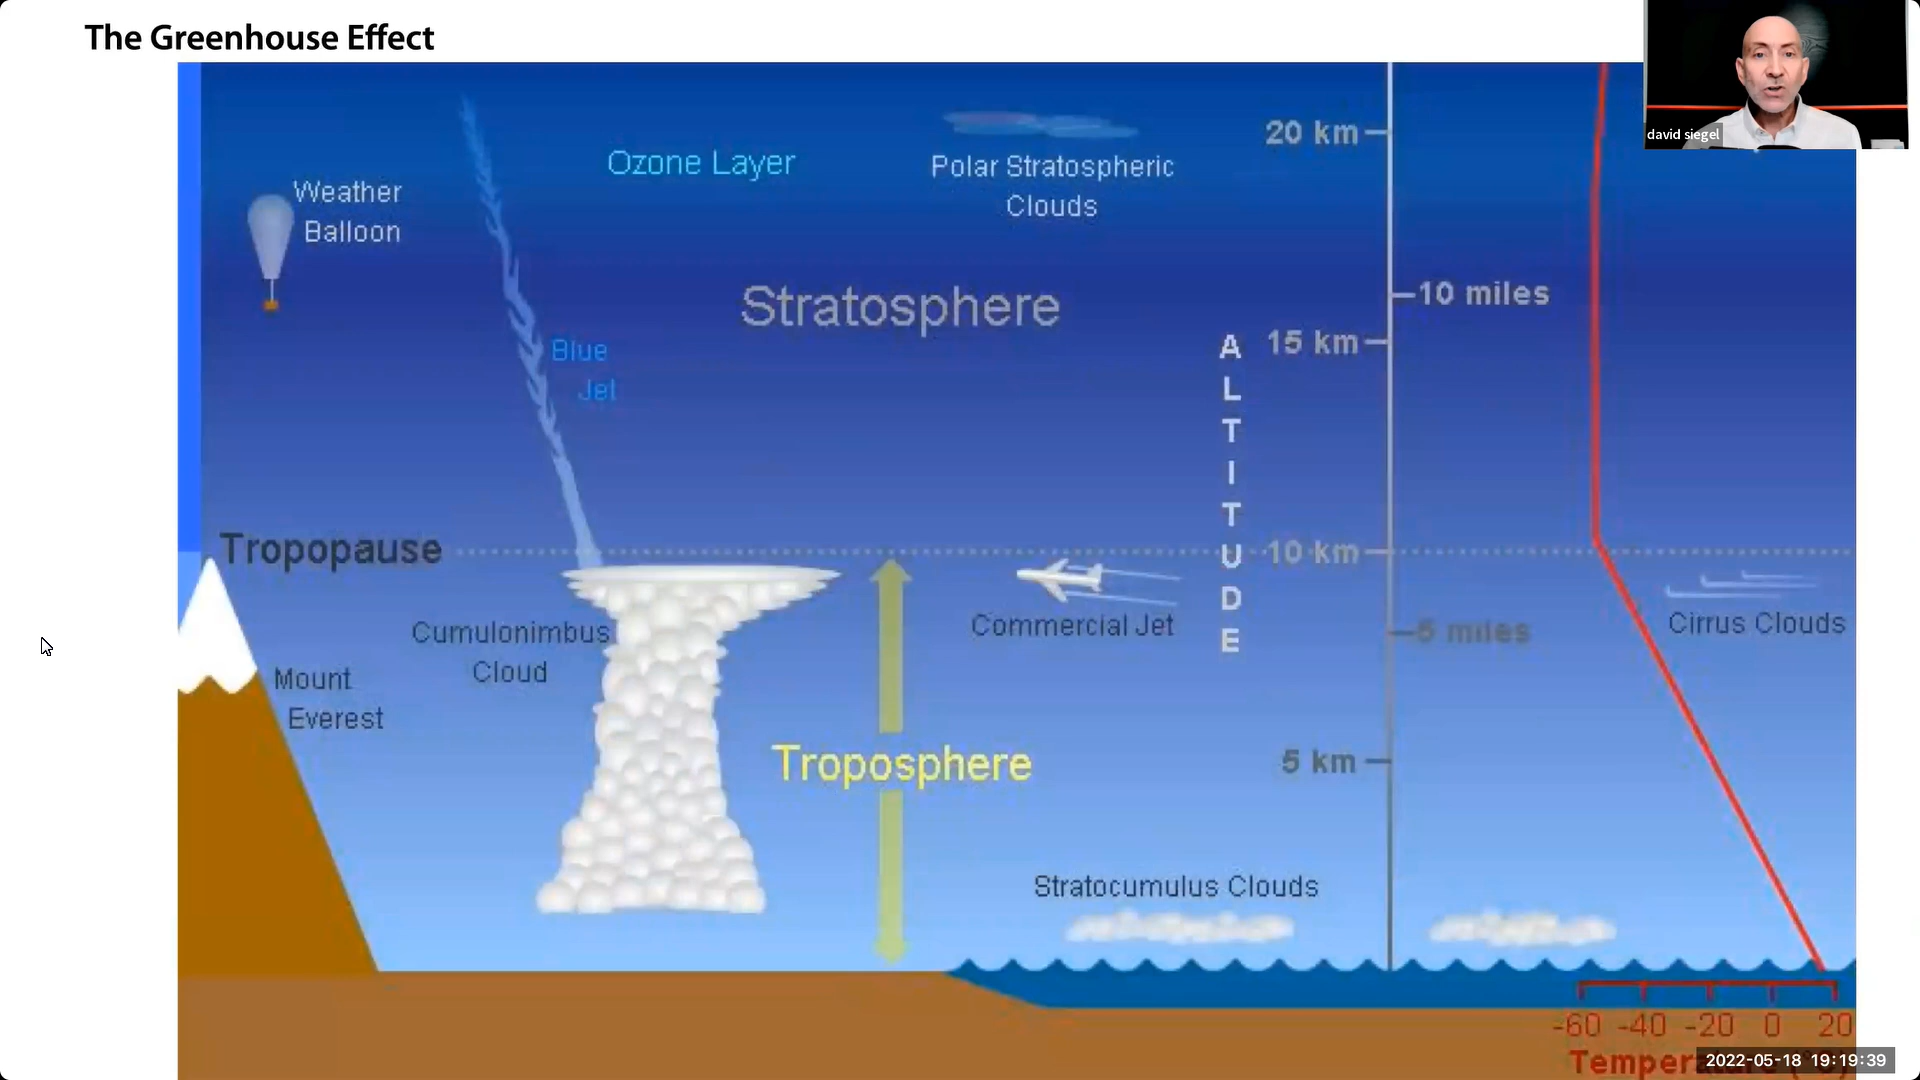 The Greenhouse Effect
david siegel
20 km
Ozone Layer
Polar Stratospheric
Clouds
Weather
Balloon
10 miles
Stratosphere
15 km
Blue
Jet
A
L
T
I
T
U
D
E
Tropopause
10 km
Cumulonimbus
Cloud
Commercial Jet
5 miles
Cirrus Clouds
Mount
Everest
Troposphere
5 km
Stratocumulus Clouds
-60 -40 -20 0 20
2022-05-18 19:19:39